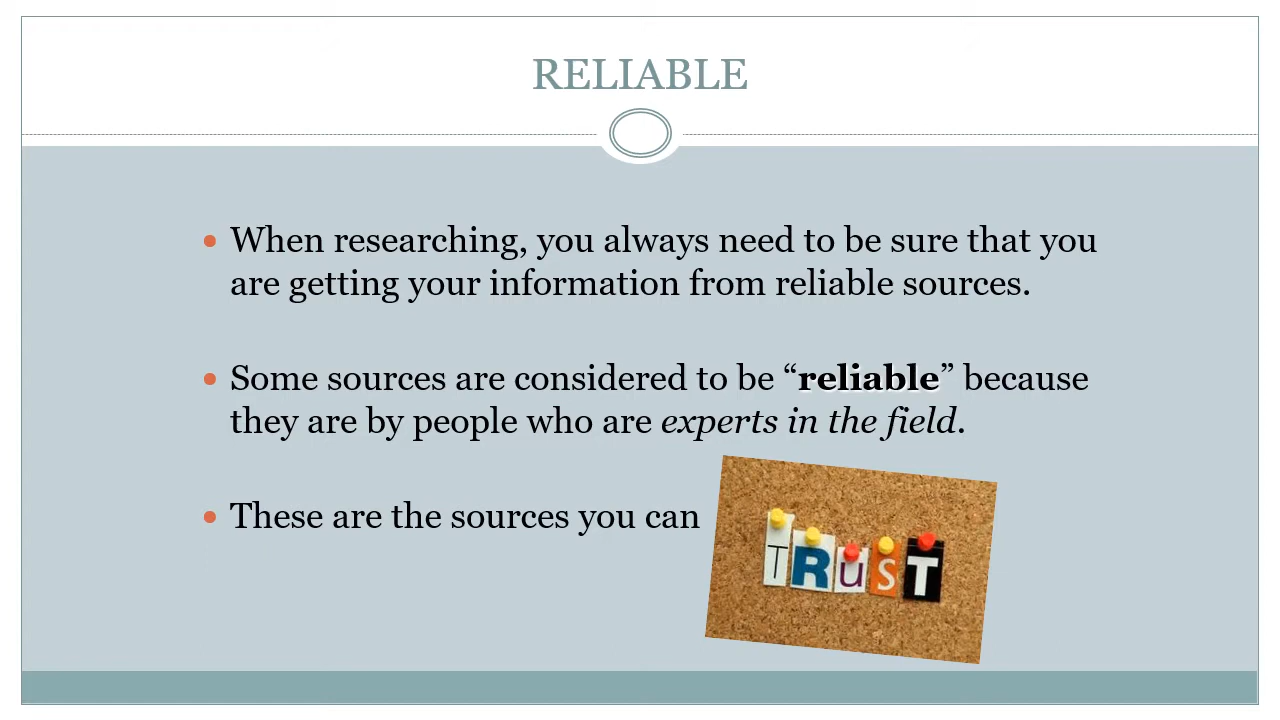 RELIABLE
When researching, you always need to be sure that you
are getting your information from reliable sources.
Some sources are considered to be “reliable” because
they are by people who are experts in the field.
These are the sources you can
TRuST